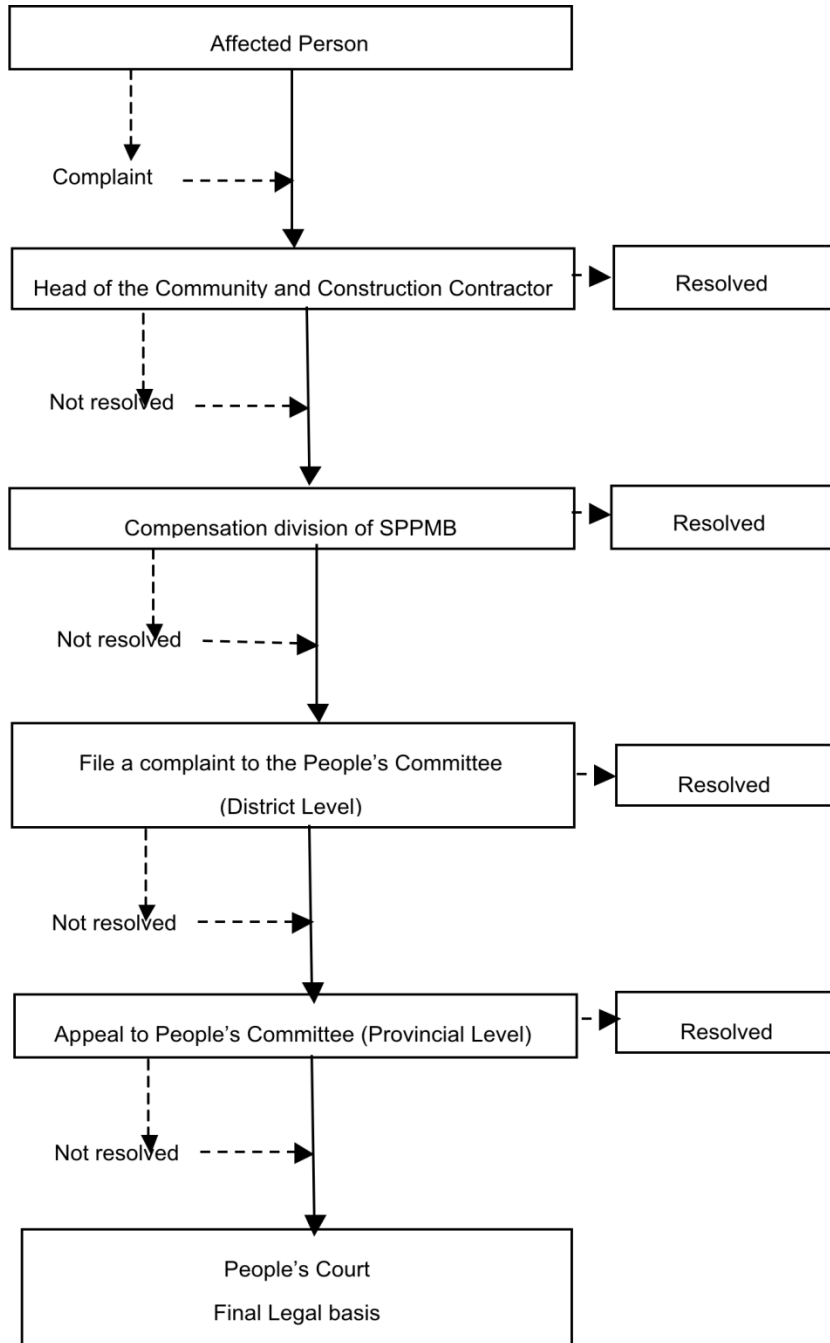 Affected Person
Complaint
Head of the Community and Construction Contractor
Resolved
Not resolved
Compensation division of SPPMB
Resolved
Not resolved
File a complaint to the People’s Committee
(District Level)
Resolved
Not resolved
Appeal to People’s Committee (Provincial Level)
Resolved
Not resolved
People’s Court
Final Legal basis